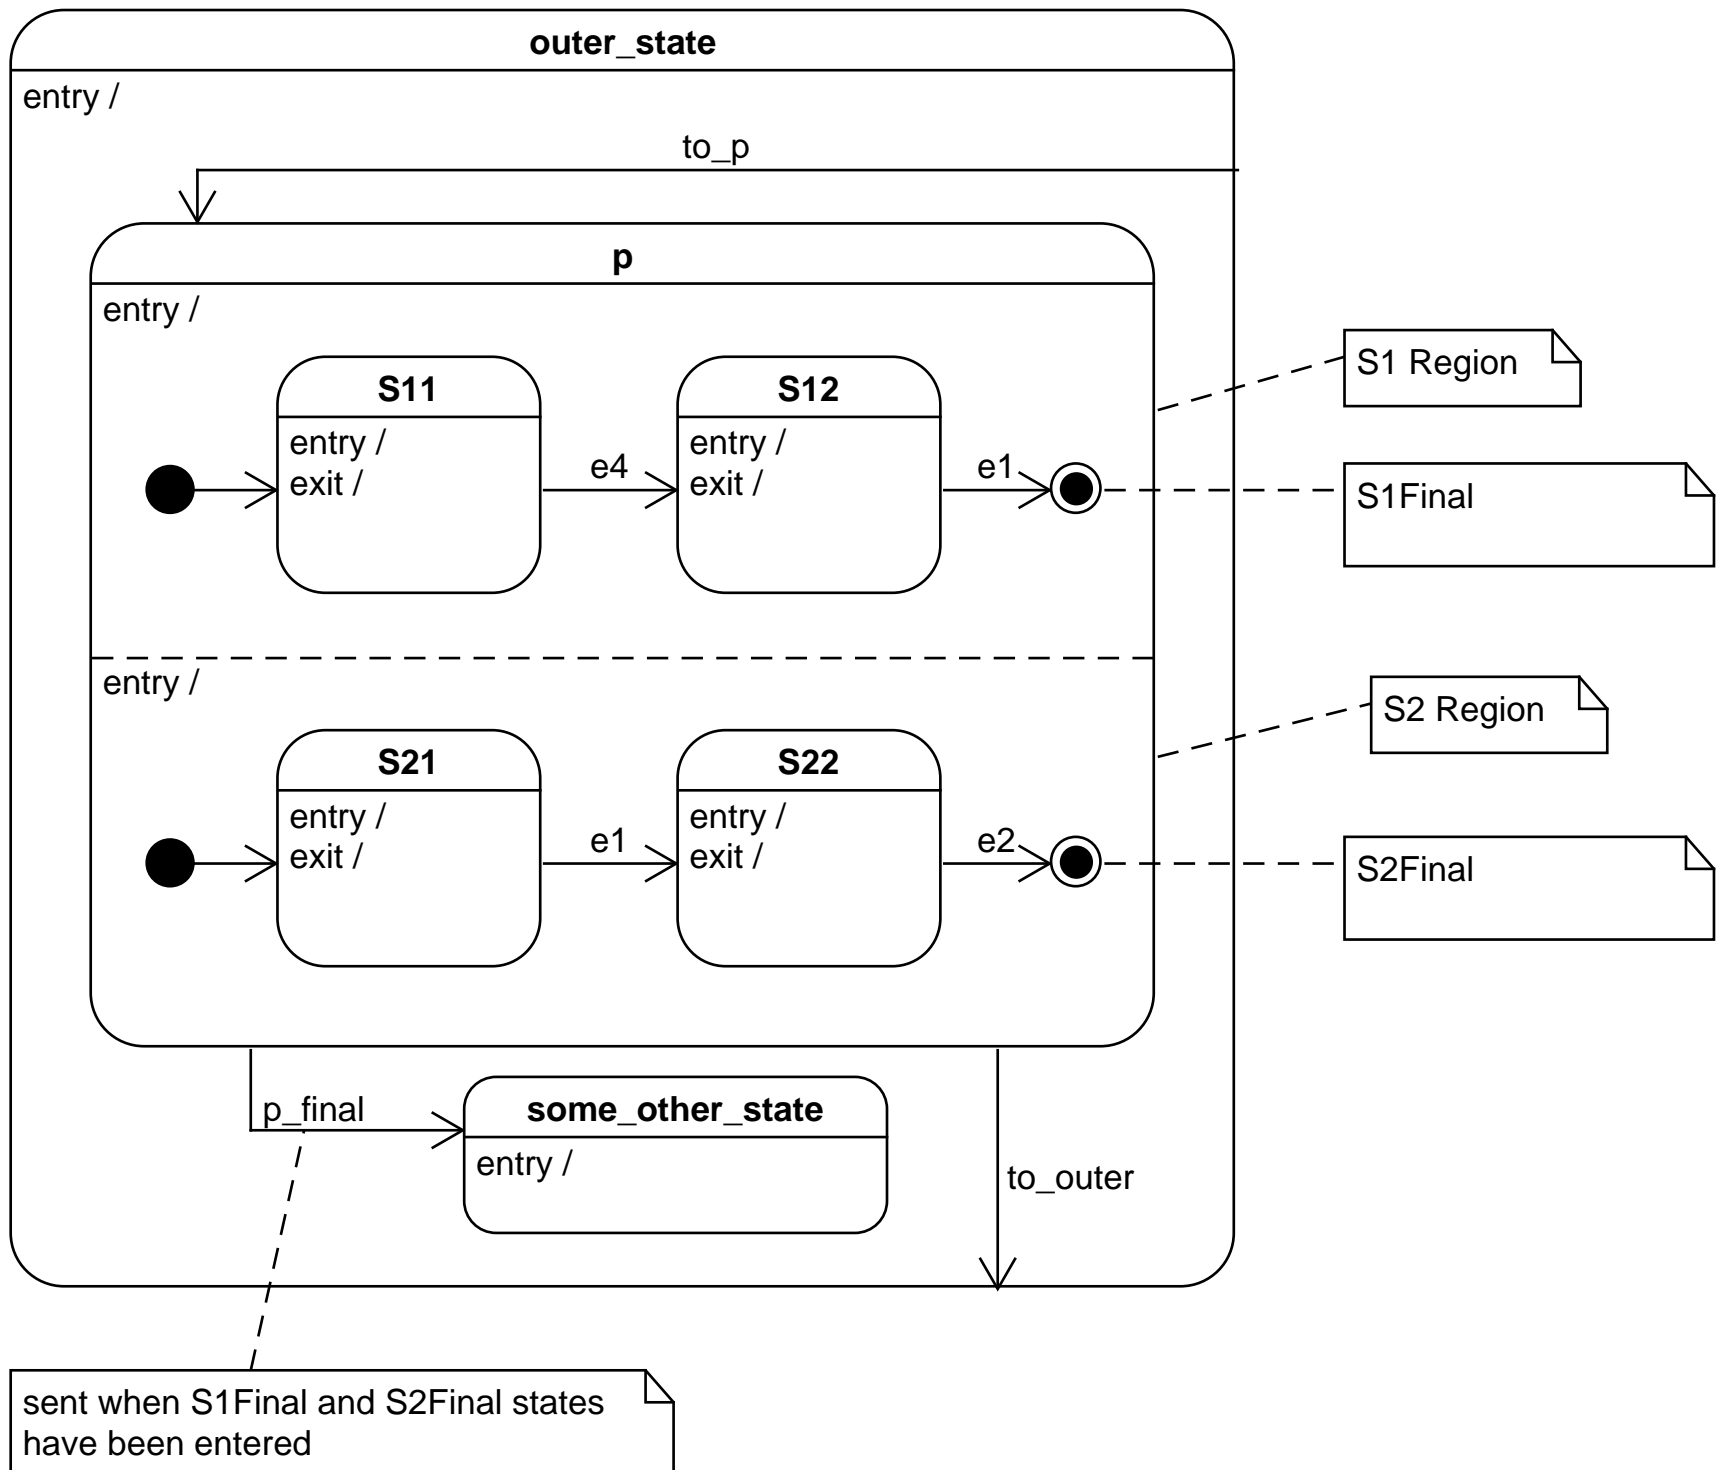 outer_state
entry /
to_p
p
entry /
S1 Region
S11
entry /
exit /
e4
S12
entry /
exit /
e1
S1Final
entry /
S2 Region
S21
entry /
exit /
e1
S22
entry /
exit /
e2
S2Final
p_final
some_other_state
entry /
to_outer
sent when S1Final and S2Final states
have been entered